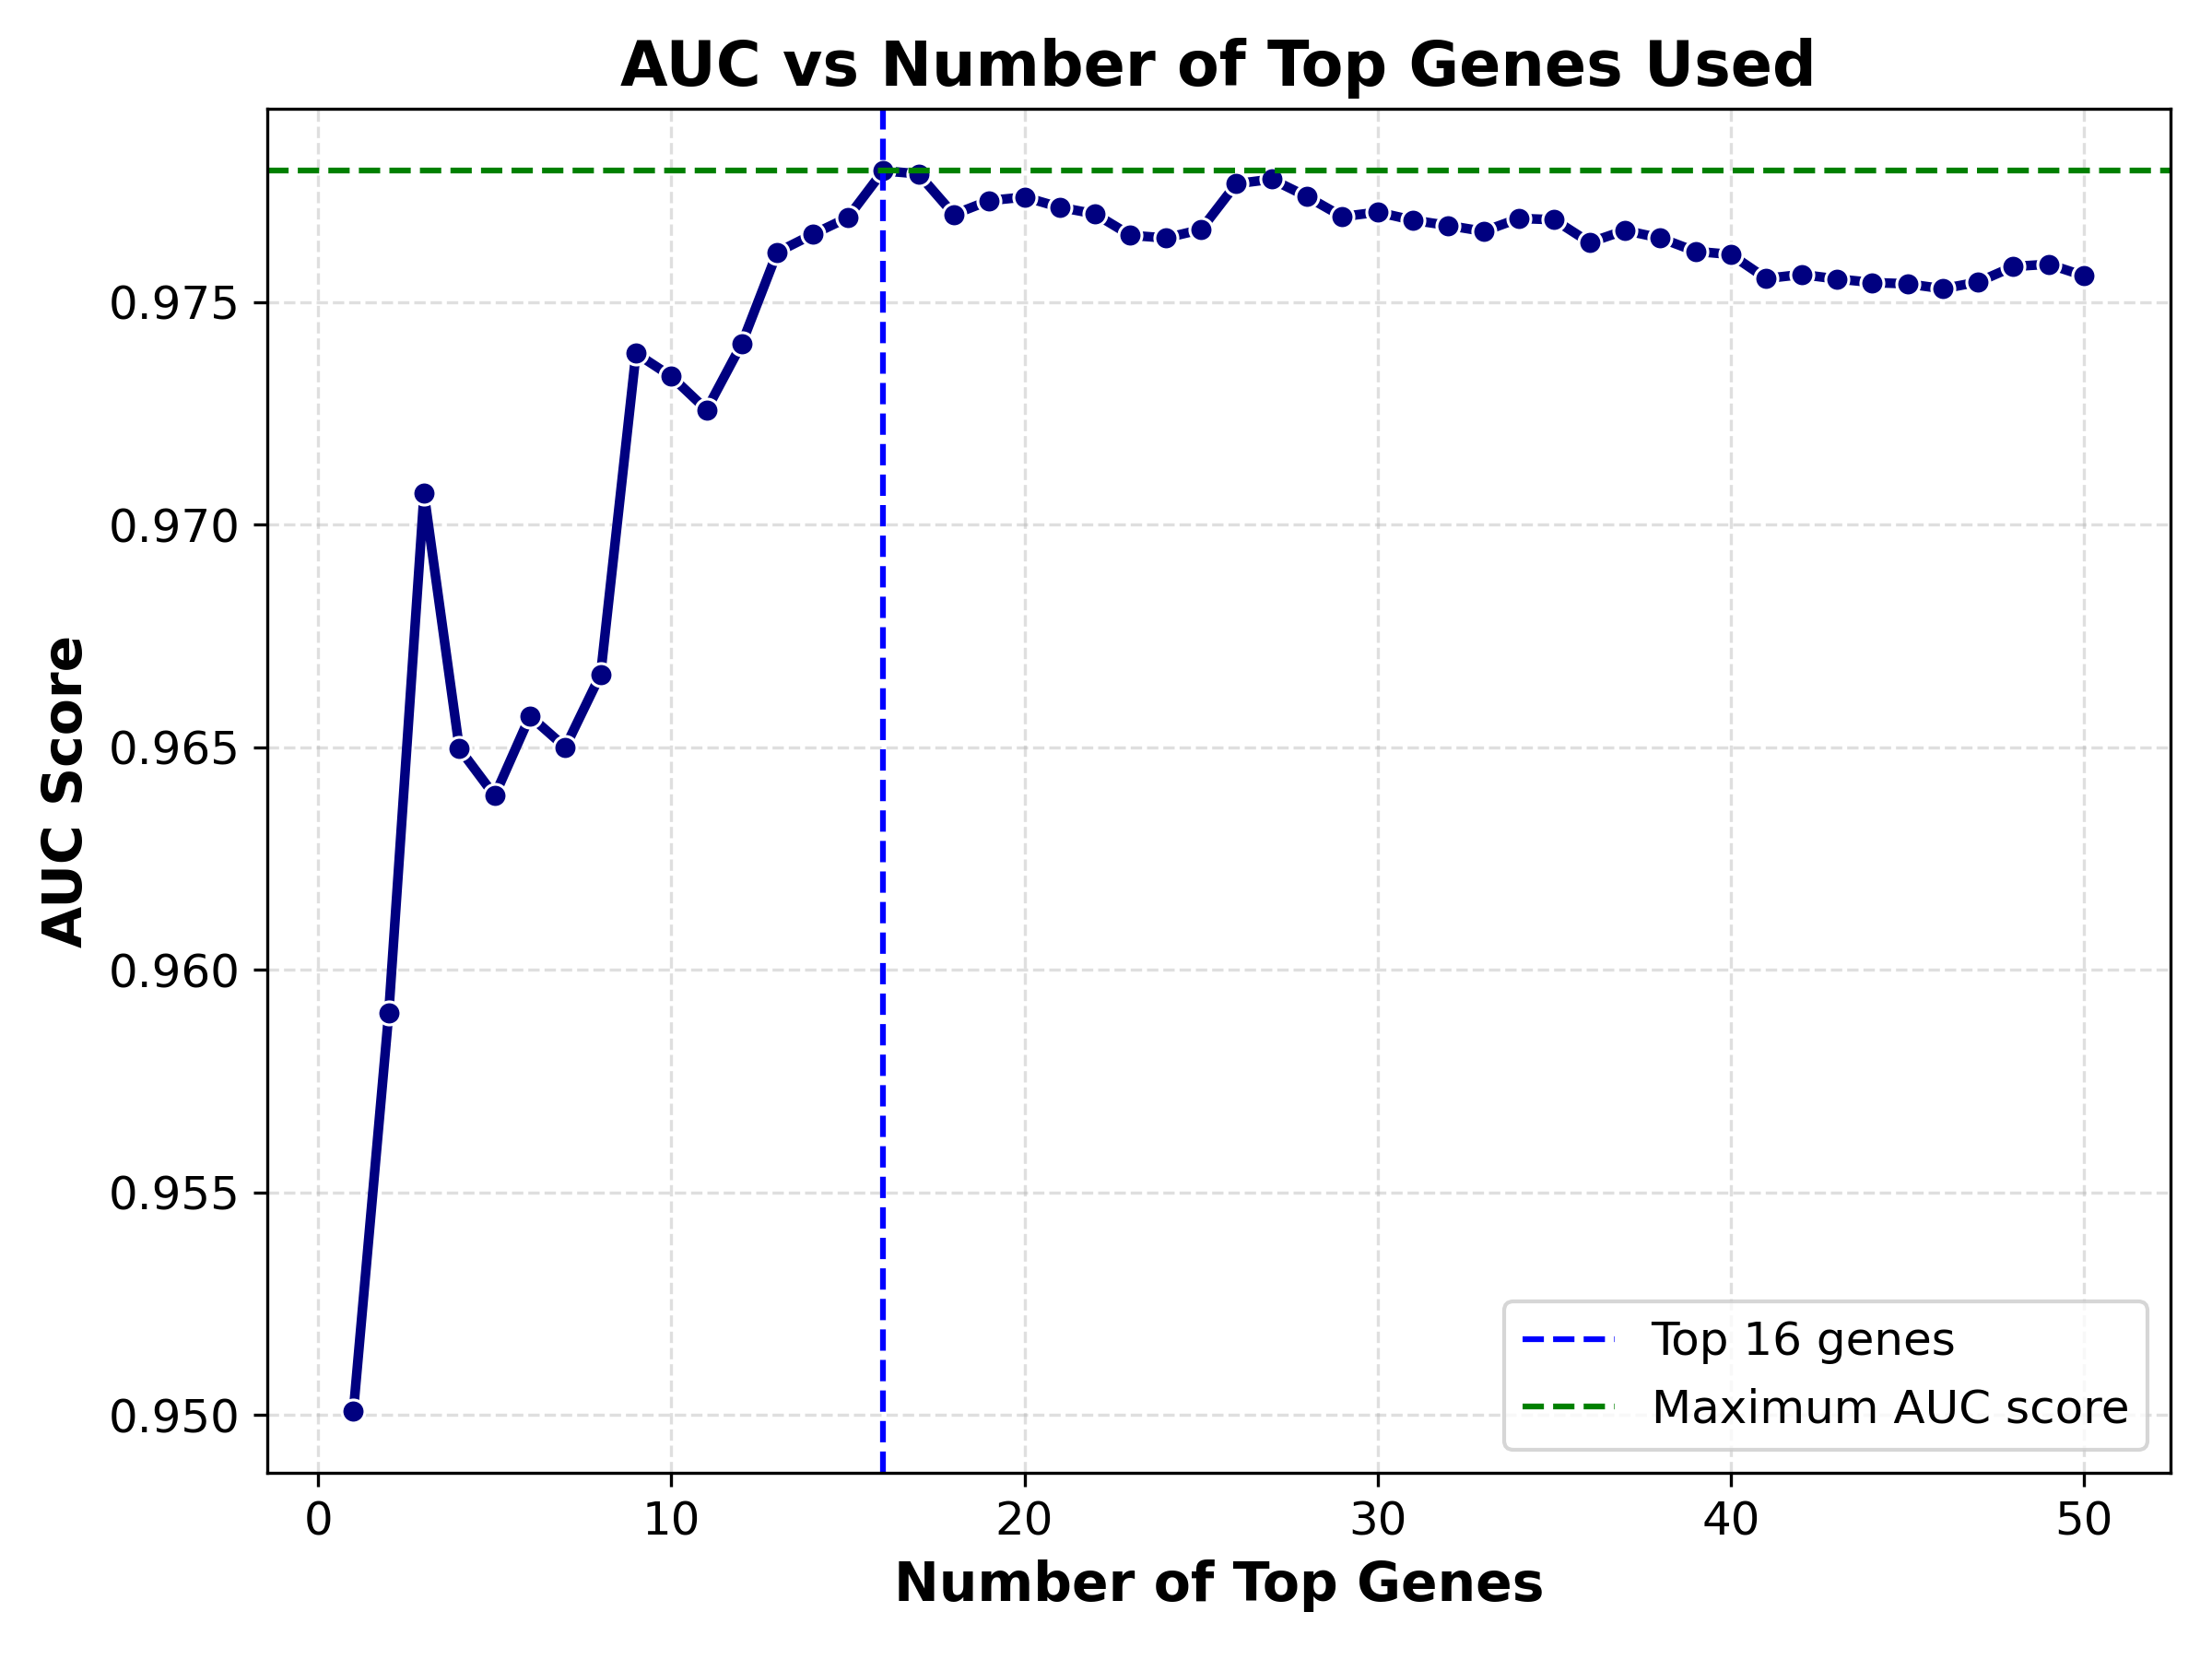 AUC vs Number of Top Genes Used
AUC Score
0.975
0.970
0.965
0.960
0.955
0.950
0 10 20 30 40 50
Number of Top Genes
Top 16 genes
Maximum AUC score